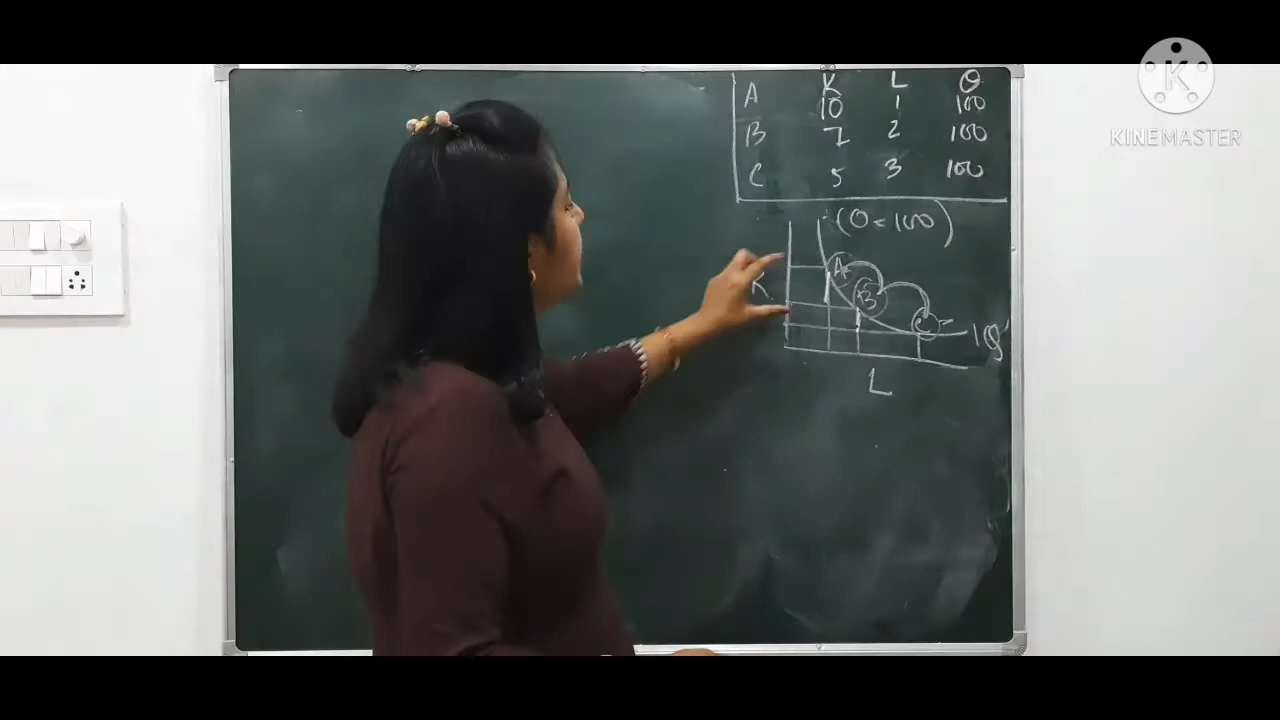 K L Q
A 10 1 100
B 7 2 100
C 5 3 100
(Q = 100)
A
B
K
C
IQ
L
K
KINEMASTER